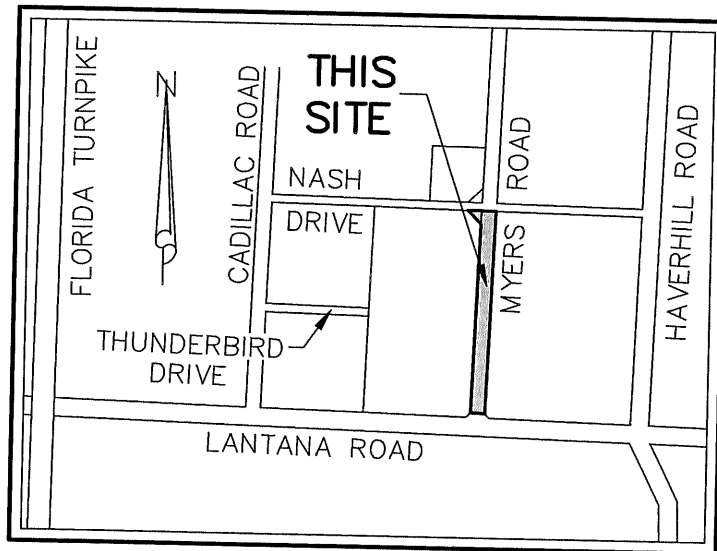 FLORIDA TURNPIKE
N
CADILLAC ROAD
THIS
SITE
NASH
DRIVE
MYERS
ROAD
HAVERHILL ROAD
THUNDERBIRD
DRIVE
LANTANA ROAD